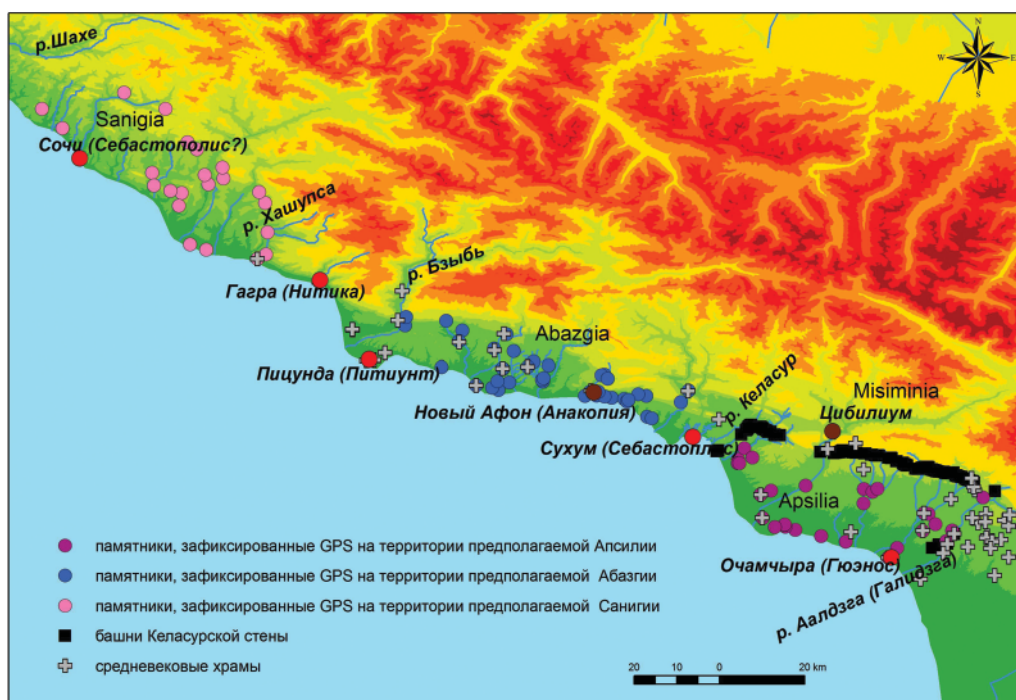 N
W
E
S
р.Шахе
Sanigia
Сочи (Себастополис?)
р. Хашупса
Гагра (Нитика)
р. Бзыбь
Abazgia
Пицунда (Питиунт)
Новый Афон (Анакопия)
р. Келасур
Misiminia
Цибилиум
Сухум (Себастополис)
Apsilia
Очамчыра (Гюэнос)
р. Аалдзга (Галидзга)
памятники, зафиксированные GPS на территории предполагаемой Апсилии
памятники, зафиксированные GPS на территории предполагаемой Абазгии
памятники, зафиксированные GPS на территории предполагаемой Санигии
башни Келасурской стены
средневековые храмы
20 10 0 20 km